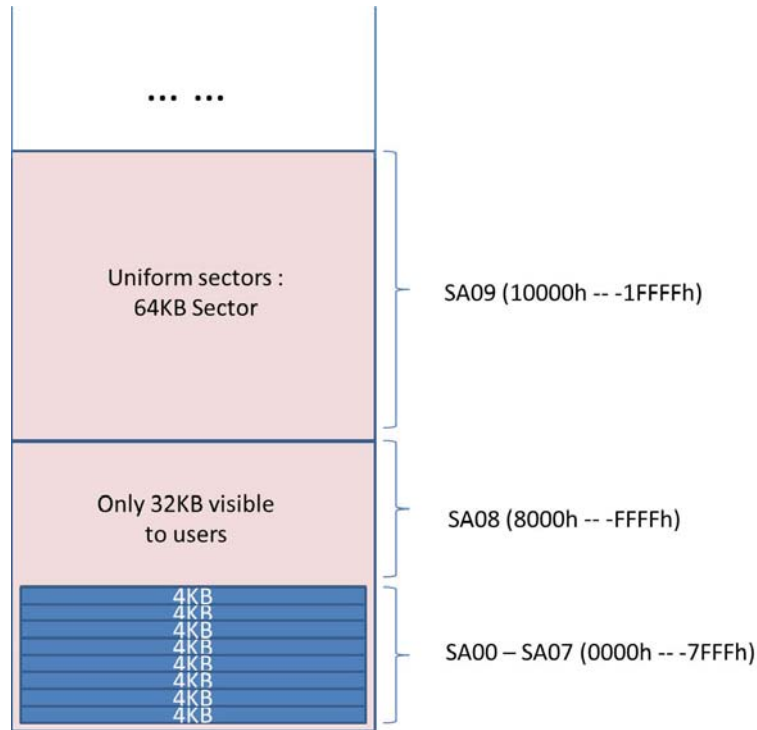 ... ...
Uniform sectors :
64KB Sector
SA09 (10000h -- -1FFFFh)
Only 32KB visible
to users
SA08 (8000h -- -FFFFh)
4KB
4KB
4KB
4KB
4KB
4KB
4KB
4KB
SA00 – SA07 (0000h -- -7FFFh)